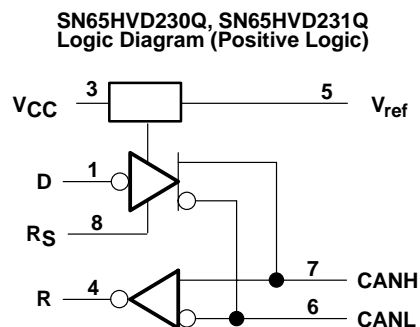 SN65HVD230Q, SN65HVD231Q
Logic Diagram (Positive Logic)
VCC 3 5 Vref
D 1
RS 8
R 4
7 CANH
6 CANL